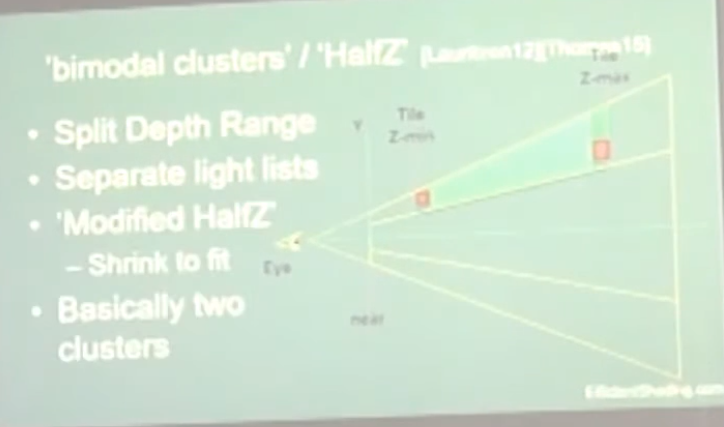 'bimodal clusters' / 'HalfZ' [Lauritzen12][Thomas15]
• Split Depth Range
• Separate light lists
• 'Modified HalfZ'
– Shrink to fit
• Basically two
clusters
Y
Tile
Z-min
Tile
Z-max
Eye
near
EfficientShading.com